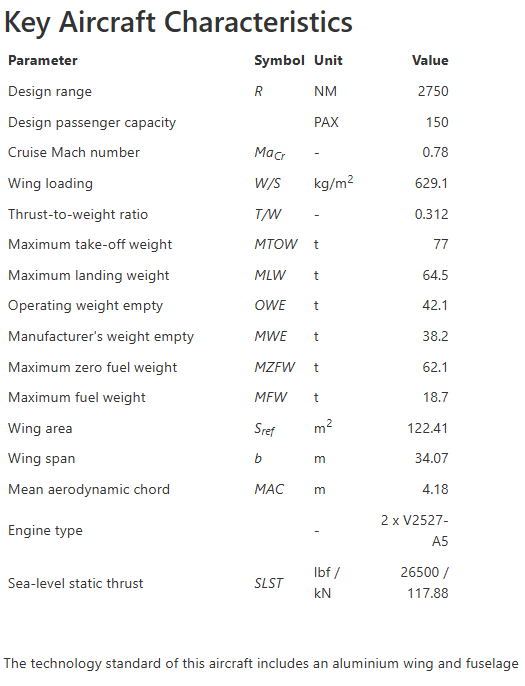 Key Aircraft Characteristics
Parameter Symbol Unit Value
Design range R NM 2750
Design passenger capacity PAX 150
Cruise Mach number MaCr - 0.78
Wing loading W/S kg/m2 629.1
Thrust-to-weight ratio T/W - 0.312
Maximum take-off weight MTOW t 77
Maximum landing weight MLW t 64.5
Operating weight empty OWE t 42.1
Manufacturer's weight empty MWE t 38.2
Maximum zero fuel weight MZFW t 62.1
Maximum fuel weight MFW t 18.7
Wing area Sref m2 122.41
Wing span b m 34.07
Mean aerodynamic chord MAC m 4.18
Engine type - 2 x V2527-
A5
Sea-level static thrust SLST lbf /
kN 26500 /
117.88
The technology standard of this aircraft includes an aluminium wing and fuselage